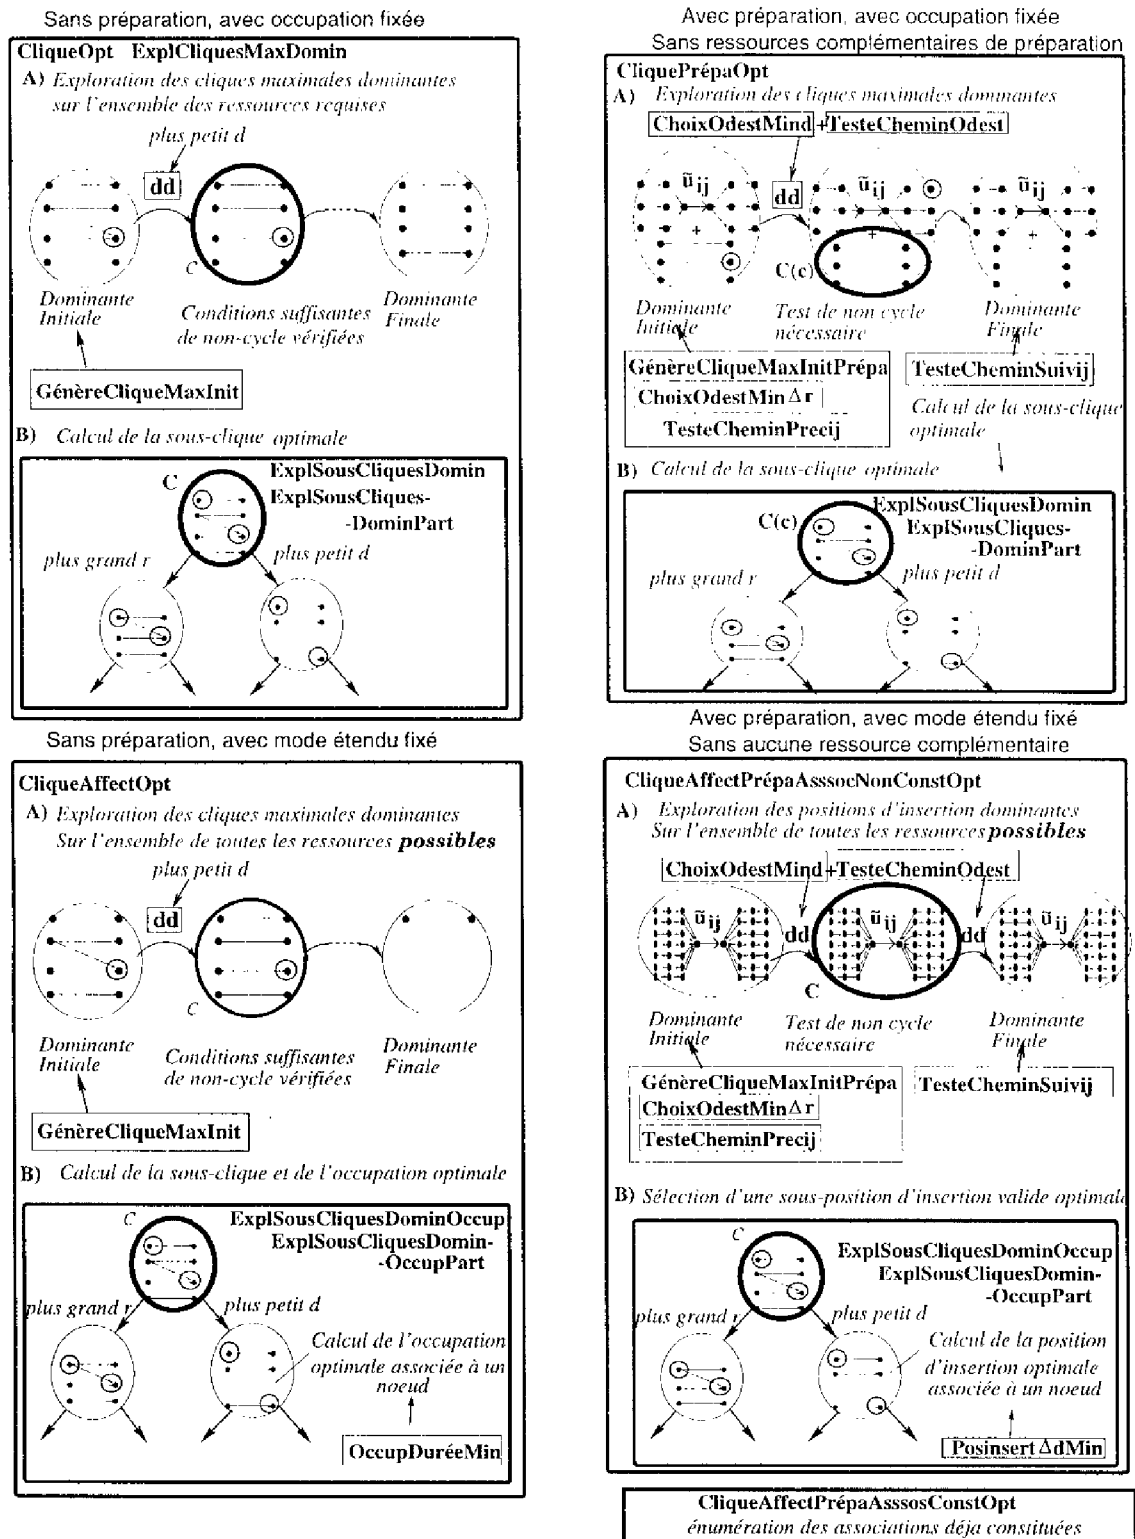 Sans préparation, avec occupation fixée
CliqueOpt ExplCliquesMaxDomin
A) Exploration des cliques maximales dominantes
sur l'ensemble des ressources requises
plus petit d
dd
C
Dominante
Initiale
Conditions suffisantes
de non-cycle vérifiées
Dominante
Finale
GénèreCliqueMaxInit
B) Calcul de la sous-clique optimale
C
ExplSousCliquesDomin
ExplSousCliques-
-DominPart
plus grand r
plus petit d
Avec préparation, avec occupation fixée
Sans ressources complémentaires de préparation
CliquePrépaOpt
A) Exploration des cliques maximales dominantes
ChoixOdestMind+TesteCheminOdest
ũij
dd
ũij
ũij
+
+
+
C(c)
Dominante
Initiale
Test de non cycle
nécessaire
Dominante
Finale
GénèreCliqueMaxInitPrépa
ChoixOdestMin Δr
TesteCheminPrecij
TesteCheminSuivij
Calcul de la sous-clique
optimale
B) Calcul de la sous-clique optimale
C(c)
ExplSousCliquesDomin
ExplSousCliques-
-DominPart
plus grand r
plus petit d
Sans préparation, avec mode étendu fixé
CliqueAffectOpt
A) Exploration des cliques maximales dominantes
Sur l'ensemble de toutes les ressources possibles
plus petit d
dd
C
Dominante
Initiale
Conditions suffisantes
de non-cycle vérifiées
Dominante
Finale
GénèreCliqueMaxInit
B) Calcul de la sous-clique et de l'occupation optimale
C
ExplSousCliquesDominOccup
ExplSousCliquesDomin-
-OccupPart
plus grand r
plus petit d
Calcul de l'occupation
optimale associée à un
noeud
OccupDuréeMin
Avec préparation, avec mode étendu fixé
Sans aucune ressource complémentaire
CliqueAffectPrépaAsssocNonConstOpt
A) Exploration des positions d'insertion dominantes
Sur l'ensemble de toutes les ressources possibles
ChoixOdestMind+TesteCheminOdest
ũij
dd
ũij
dd
ũij
C
Dominante
Initiale
Test de non cycle
nécessaire
Dominante
Finale
GénèreCliqueMaxInitPrépa
ChoixOdestMin Δr
TesteCheminPrecij
TesteCheminSuivij
B) Sélection d'une sous-position d'insertion valide optimale
C
ExplSousCliquesDominOccup
ExplSousCliquesDomin-
-OccupPart
plus grand r
plus petit d
Calcul de la position
d'insertion optimale
associée à un noeud
Posinsert ΔdMin
CliqueAffectPrépaAsssosConstOpt
énumération des associations déja constituées